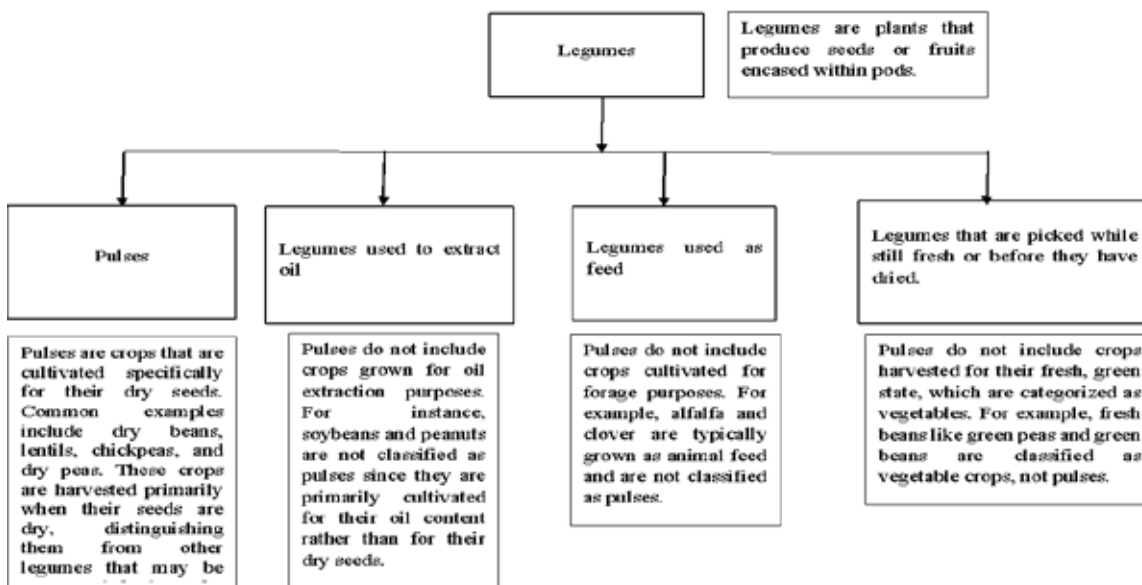 Legumes
Legumes are plants that
produce seeds or fruits
encased within pods.
Pulses
Legumes used to extract
oil
Legumes used as
feed
Legumes that are picked while
still fresh or before they have
dried.
Pulses are crops that are
cultivated specifically
for their dry seeds.
Common examples
include dry beans,
lentils, chickpeas, and
dry peas. These crops
are harvested primarily
when their seeds are
dry, distinguishing
them from other
legumes that may be
Pulses do not include
crops grown for oil
extraction purposes.
For instance,
soybeans and peanuts
are not classified as
pulses since they are
primarily cultivated
for their oil content
rather than for their
dry seeds.
Pulses do not include
crops cultivated for
forage purposes. For
example, alfalfa and
clover are typically
grown as animal feed
and are not classified
as pulses.
Pulses do not include crops
harvested for their fresh, green
state, which are categorized as
vegetables. For example, fresh
beans like green peas and green
beans are classified as
vegetable crops, not pulses.